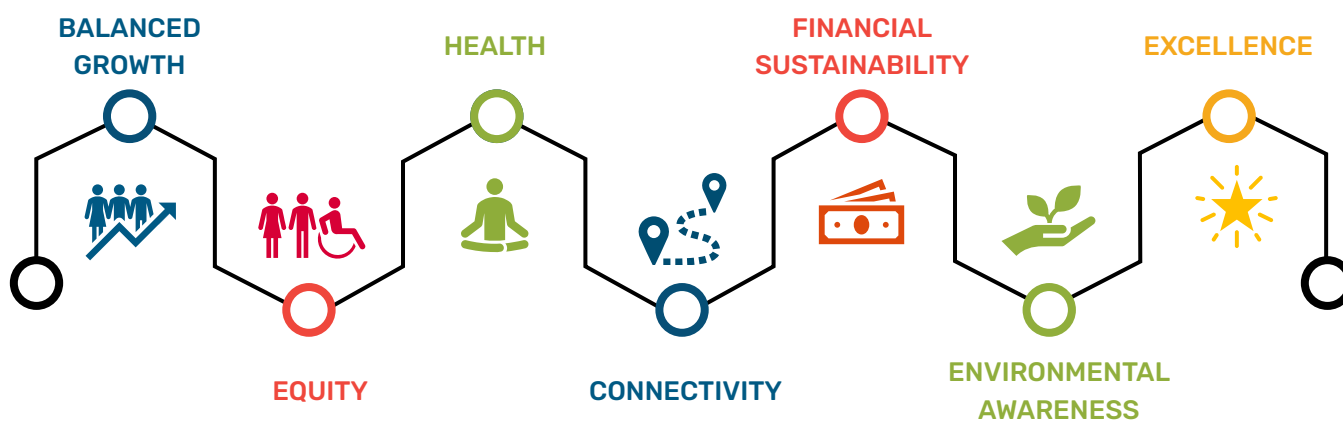 BALANCED
GROWTH
EQUITY
HEALTH
CONNECTIVITY
FINANCIAL
SUSTAINABILITY
ENVIRONMENTAL
AWARENESS
EXCELLENCE